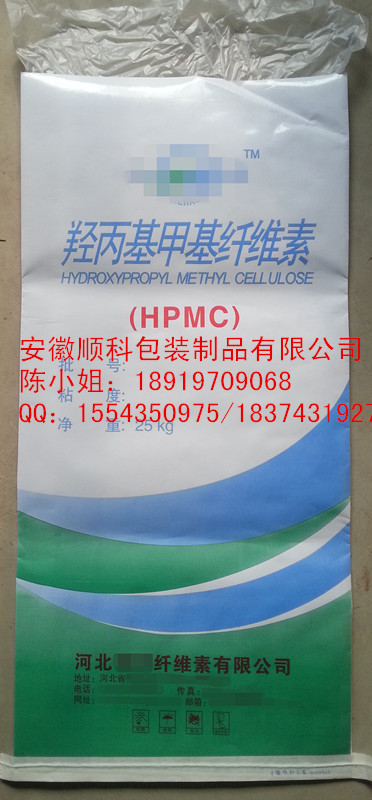 TM
羟丙基甲基纤维素
HYDROXYPROPYL METHYL CELLULOSE
(HPMC)
安徽顺科包装制品有限公司
批 号:
陈小姐：18919709068
粘 度:
QQ：1554350975/1837431927
净 重: 25 kg
河北 纤维素有限公司
地址: 河北省
电话: 传真:
网址: 邮箱: